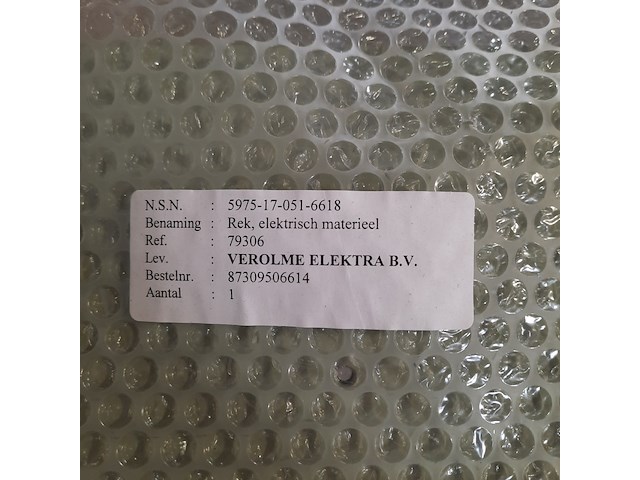 N.S.N. : 5975-17-051-6618
Benaming : Rek, elektrisch materieel
Ref. : 79306
Lev. : VEROLME ELEKTRA B.V.
Bestelnr. : 87309506614
Aantal : 1